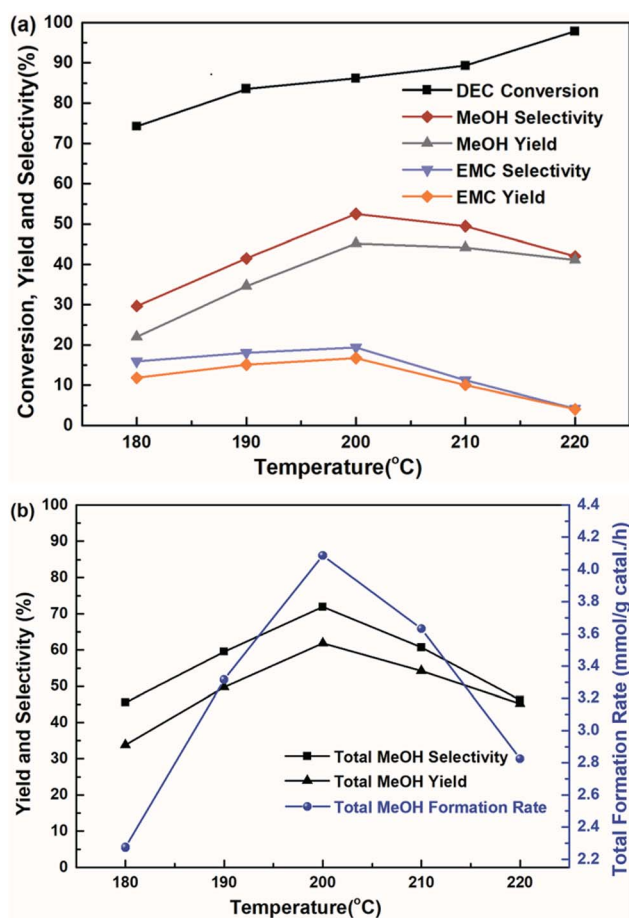 (a)
100
90
80
70
60
50
40
30
20
10
0
Conversion, Yield and Selectivity(%)
DEC Conversion
MeOH Selectivity
MeOH Yield
EMC Selectivity
EMC Yield
180 190 200 210 220
Temperature(°C)
(b)
100
90
80
70
60
50
40
30
20
10
0
Yield and Selectivity (%)
Total MeOH Selectivity
Total MeOH Yield
Total MeOH Formation Rate
4.4
4.2
4.0
3.8
3.6
3.4
3.2
3.0
2.8
2.6
2.4
2.2
Total Formation Rate (mmol/g catal./h)
180 190 200 210 220
Temperature(°C)